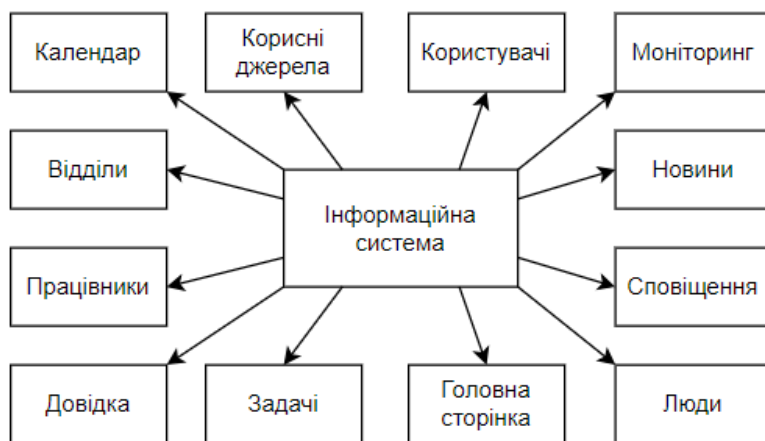 Календар
Корисні
джерела
Користувачі
Моніторинг
Відділи
Новини
Інформаційна
система
Працівники
Сповіщення
Довідка
Задачі
Головна
сторінка
Люди